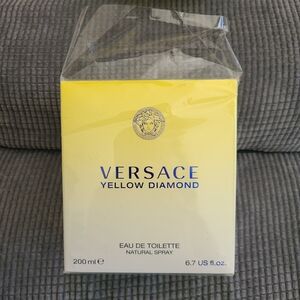 VERSACE
YELLOW DIAMOND
EAU DE TOILETTE
NATURAL SPRAY
200 ml ℮ 6.7 US fl.oz.